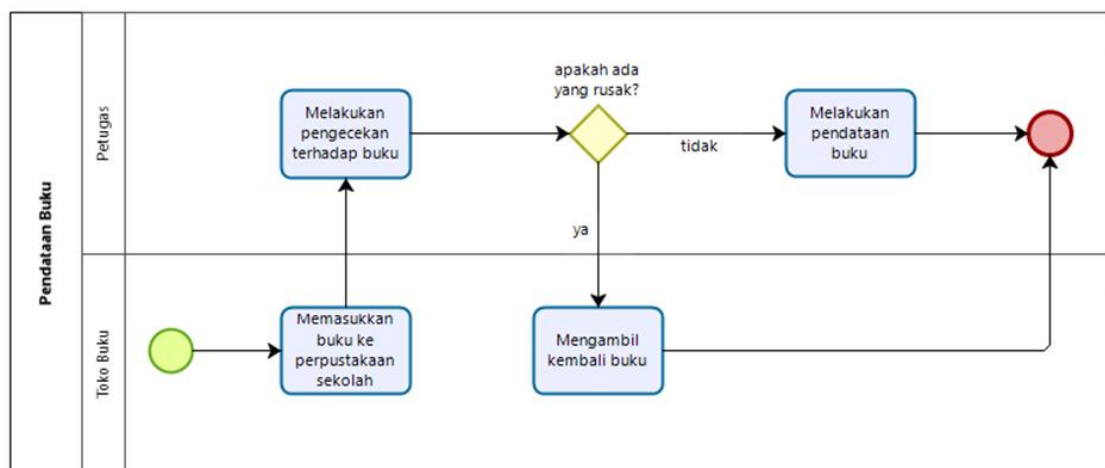 Pendataan Buku
Petugas
Melakukan
pengecekan
terhadap buku
apakah ada
yang rusak?
tidak
ya
Melakukan
pendataan
buku
Toko Buku
Memasukkan
buku ke
perpustakaan
sekolah
Mengambil
kembali buku